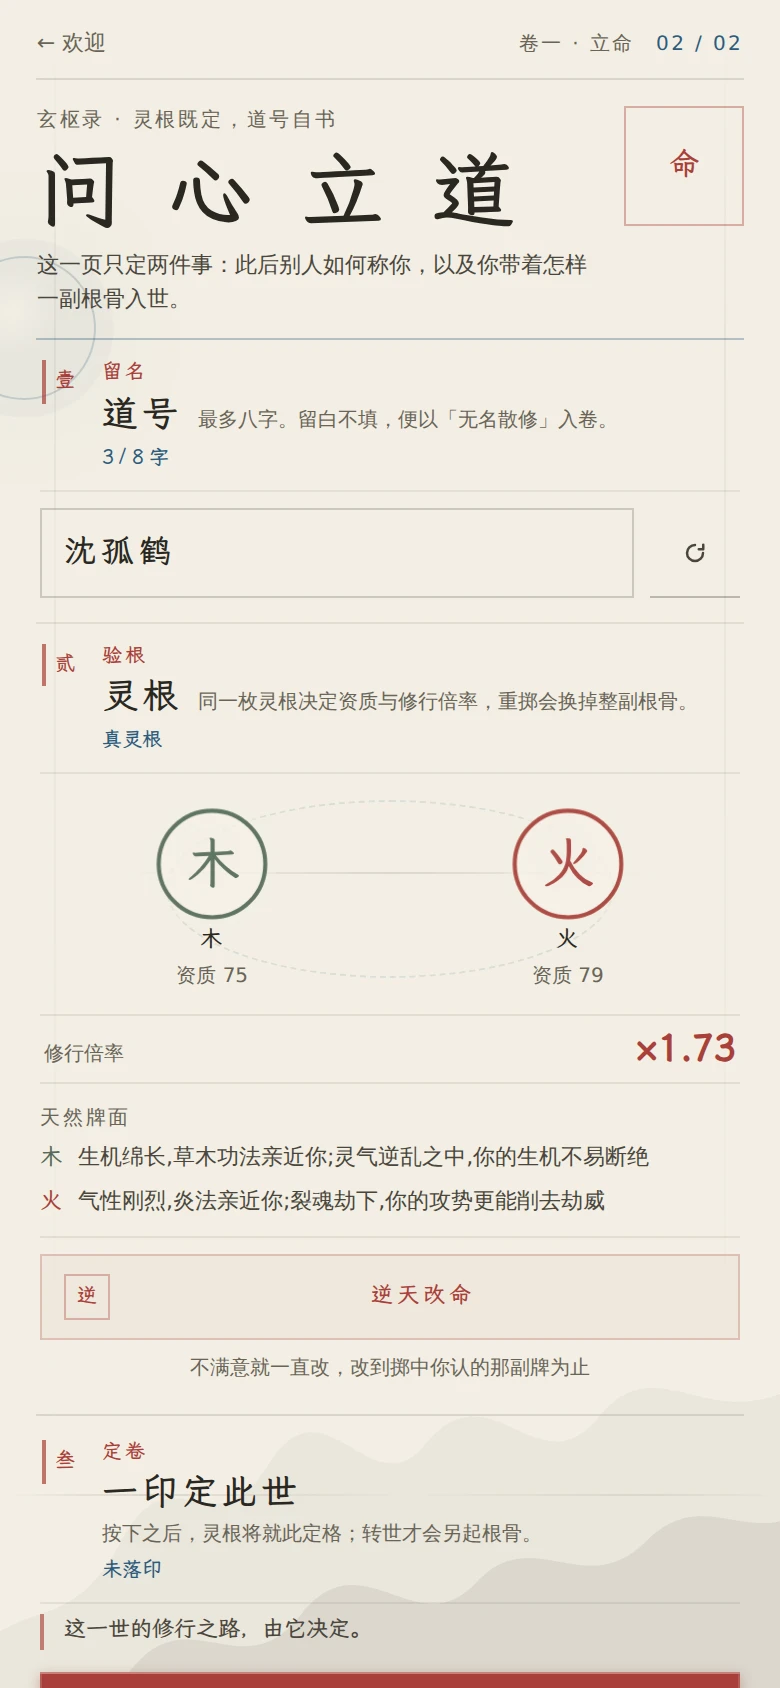 ← 欢迎
卷一 · 立命 02 / 02
玄枢录 · 灵根既定，道号自书
命
问心立道
这一页只定两件事：此后别人如何称你，以及你带着怎样
一副根骨入世。
壹
留名
道号 最多八字。留白不填，便以「无名散修」入卷。
3/8字
沈孤鹤
贰
验根
灵根 同一枚灵根决定资质与修行倍率，重掷会换掉整副根骨。
真灵根
木
火
木
火
资质 75
资质 79
修行倍率 ×1.73
天然牌面
木 生机绵长,草木功法亲近你;灵气逆乱之中,你的生机不易断绝
火 气性刚烈,炎法亲近你;裂魂劫下,你的攻势更能削去劫威
逆 逆天改命
不满意就一直改，改到掷中你认的那副牌为止
叁
定卷
一印定此世
按下之后，灵根将就此定格；转世才会另起根骨。
未落印
这一世的修行之路，由它决定。